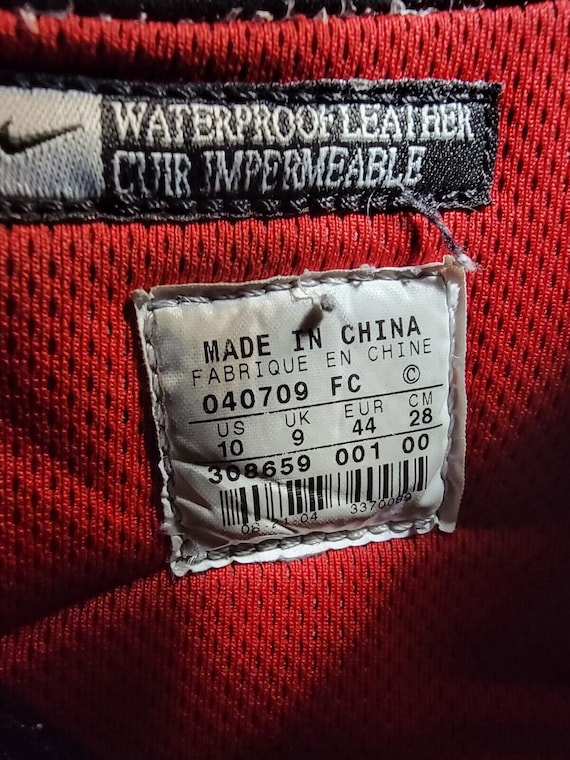 WATERPROOF LEATHER
CUIR IMPERMEABLE
MADE IN CHINA
FABRIQUE EN CHINE
040709 FC ©
US UK EUR CM
10 9 44 28
308659 001 00
08 21 04 3370089